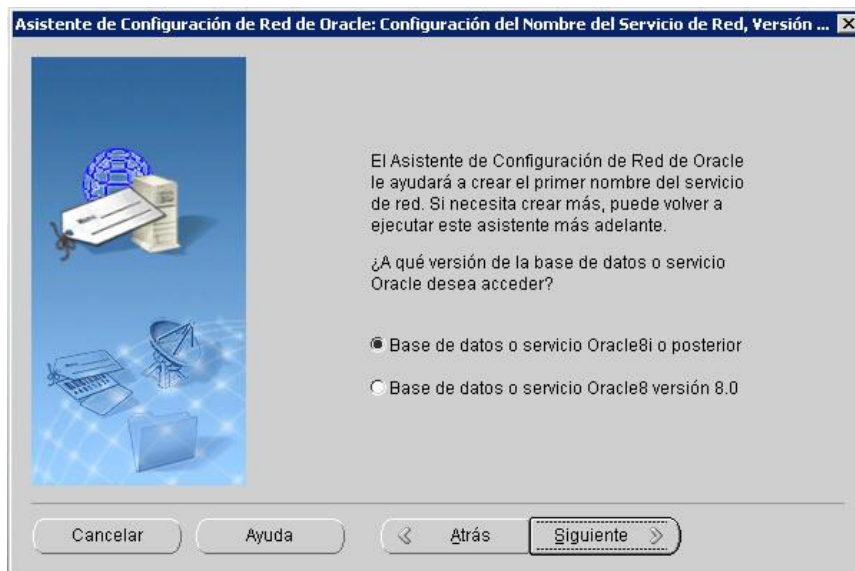 Asistente de Configuración de Red de Oracle: Configuración del Nombre del Servicio de Red, Versión ...
El Asistente de Configuración de Red de Oracle
le ayudará a crear el primer nombre del servicio
de red. Si necesita crear más, puede volver a
ejecutar este asistente más adelante.
¿A qué versión de la base de datos o servicio
Oracle desea acceder?
Base de datos o servicio Oracle8i o posterior
Base de datos o servicio Oracle8 versión 8.0
Cancelar
Ayuda
Atrás
Siguiente